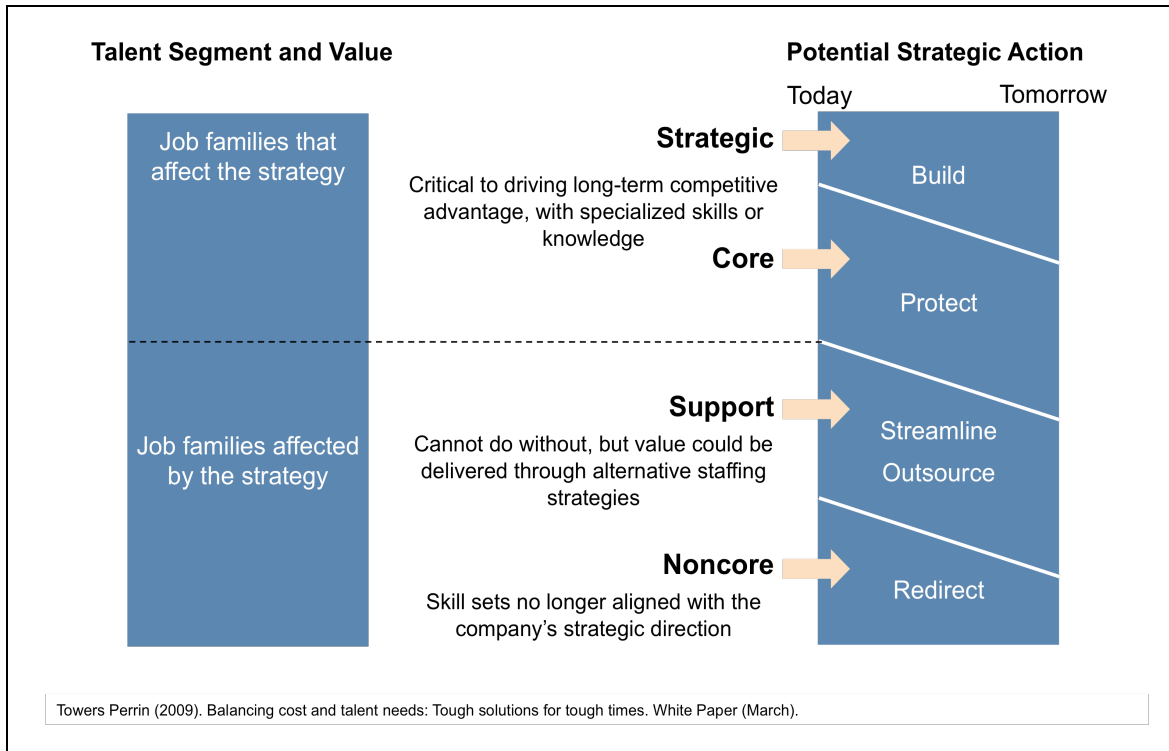 Talent Segment and Value
Potential Strategic Action
Today
Tomorrow
Job families that
affect the strategy
Strategic
Critical to driving long-term competitive
advantage, with specialized skills or
knowledge
Core
Build
Protect
Job families affected
by the strategy
Support
Cannot do without, but value could be
delivered through alternative staffing
strategies
Streamline
Outsource
Noncore
Skill sets no longer aligned with the
company’s strategic direction
Redirect
Towers Perrin (2009). Balancing cost and talent needs: Tough solutions for tough times. White Paper (March).